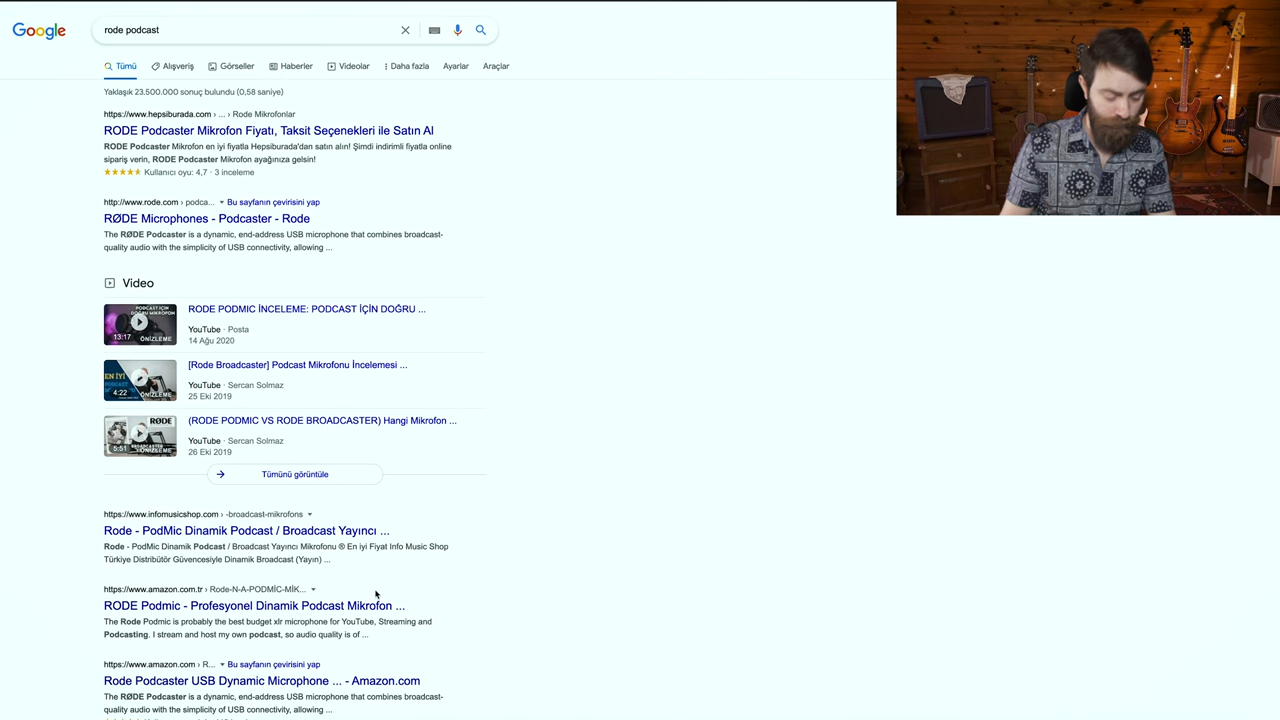 Google
rode podcast
Tümü Alışveriş Görseller Haberler Videolar Daha fazla Ayarlar Araçlar
Yaklaşık 23.500.000 sonuç bulundu (0,58 saniye)
https://www.hepsiburada.com › ... › Rode Mikrofonlar
RODE Podcaster Mikrofon Fiyatı, Taksit Seçenekleri ile Satın Al
RODE Podcaster Mikrofon en iyi fiyatla Hepsiburada'dan satın alın! Şimdi indirimli fiyatla online
sipariş verin, RODE Podcaster Mikrofon ayağınıza gelsin!
Kullanıcı oyu: 4,7 · 3 inceleme
http://www.rode.com › podca... Bu sayfanın çevirisini yap
RØDE Microphones - Podcaster - Rode
The RØDE Podcaster is a dynamic, end-address USB microphone that combines broadcast-
quality audio with the simplicity of USB connectivity, allowing ...
Video
PODCAST İÇİN
DOĞRU MİKROFON
13:17 ÖNİZLEME
RODE PODMIC İNCELEME: PODCAST İÇİN DOĞRU ...
YouTube · Posta
14 Ağu 2020
EN İYİ
PODCAST
4:22 ÖNİZLEME
[Rode Broadcaster] Podcast Mikrofonu İncelemesi ...
YouTube · Sercan Solmaz
25 Eki 2019
RØDE
5:51 ÖNİZLEME
(RODE PODMIC VS RODE BROADCASTER) Hangi Mikrofon ...
YouTube · Sercan Solmaz
26 Eki 2019
Tümünü görüntüle
https://www.infomusicshop.com › -broadcast-mikrofons
Rode - PodMic Dinamik Podcast / Broadcast Yayıncı ...
Rode - PodMic Dinamik Podcast / Broadcast Yayıncı Mikrofonu ® En iyi Fiyat Info Music Shop
Türkiye Distribütör Güvencesiyle Dinamik Broadcast (Yayın) ...
https://www.amazon.com.tr › Rode-N-A-PODMİC-MİK...
RODE Podmic - Profesyonel Dinamik Podcast Mikrofon ...
The Rode Podmic is probably the best budget xlr microphone for YouTube, Streaming and
Podcasting. I stream and host my own podcast, so audio quality is of ...
https://www.amazon.com › R... Bu sayfanın çevirisini yap
Rode Podcaster USB Dynamic Microphone ... - Amazon.com
The RØDE Podcaster is a dynamic, end-address USB microphone that combines broadcast-
quality audio with the simplicity of USB connectivity, allowing ...